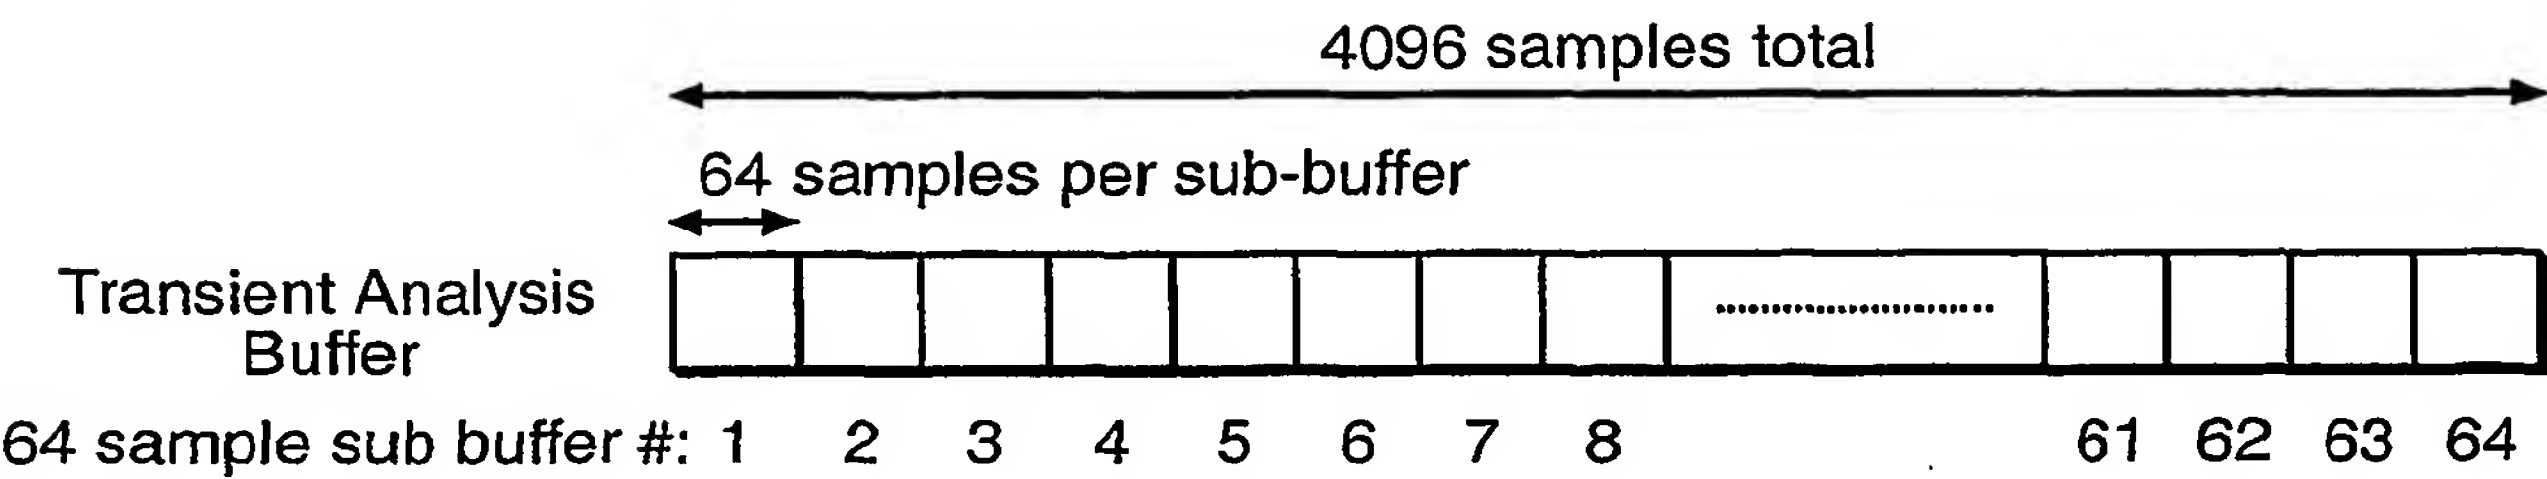 4096 samples total
64 samples per sub-buffer
Transient Analysis
Buffer
64 sample sub buffer #: 1 2 3 4 5 6 7 8 61 62 63 64